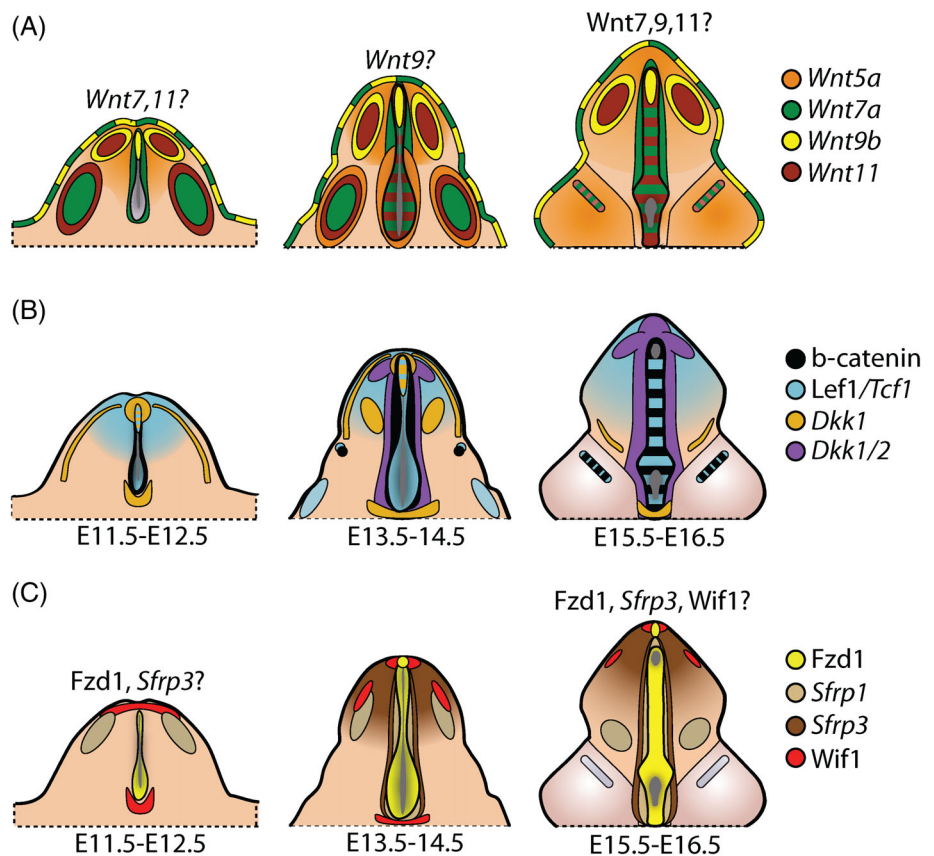 (A)
Wnt7,11?
Wnt9?
Wnt7,9,11?
Wnt5a
Wnt7a
Wnt9b
Wnt11
(B)
b-catenin
Lef1/Tcf1
Dkk1
Dkk1/2
E11.5-E12.5
E13.5-14.5
E15.5-E16.5
(C)
Fzd1, Sfrp3?
Fzd1, Sfrp3, Wif1?
Fzd1
Sfrp1
Sfrp3
Wif1
E11.5-E12.5
E13.5-14.5
E15.5-E16.5